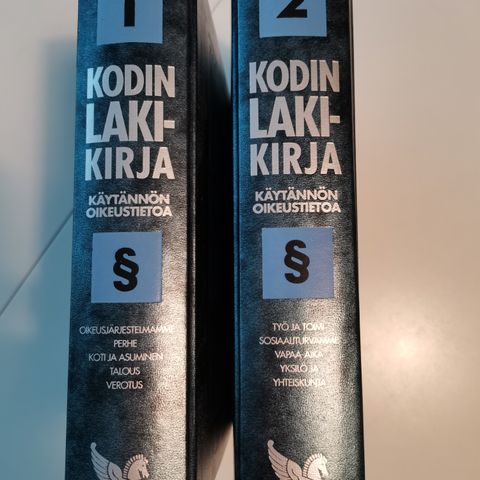 1
KODIN
LAKI-
KIRJA
KÄYTÄNNÖN
OIKEUSTIETOA
§
OIKEUSJÄRJESTELMÄMME
PERHE
KOTI JA ASUMINEN
TALOUS
VEROTUS
2
KODIN
LAKI-
KIRJA
KÄYTÄNNÖN
OIKEUSTIETOA
§
TYÖ JA TOIMI
SOSIAALITURVAMME
VAPAA-AIKA
YKSILÖ JA
YHTEISKUNTA